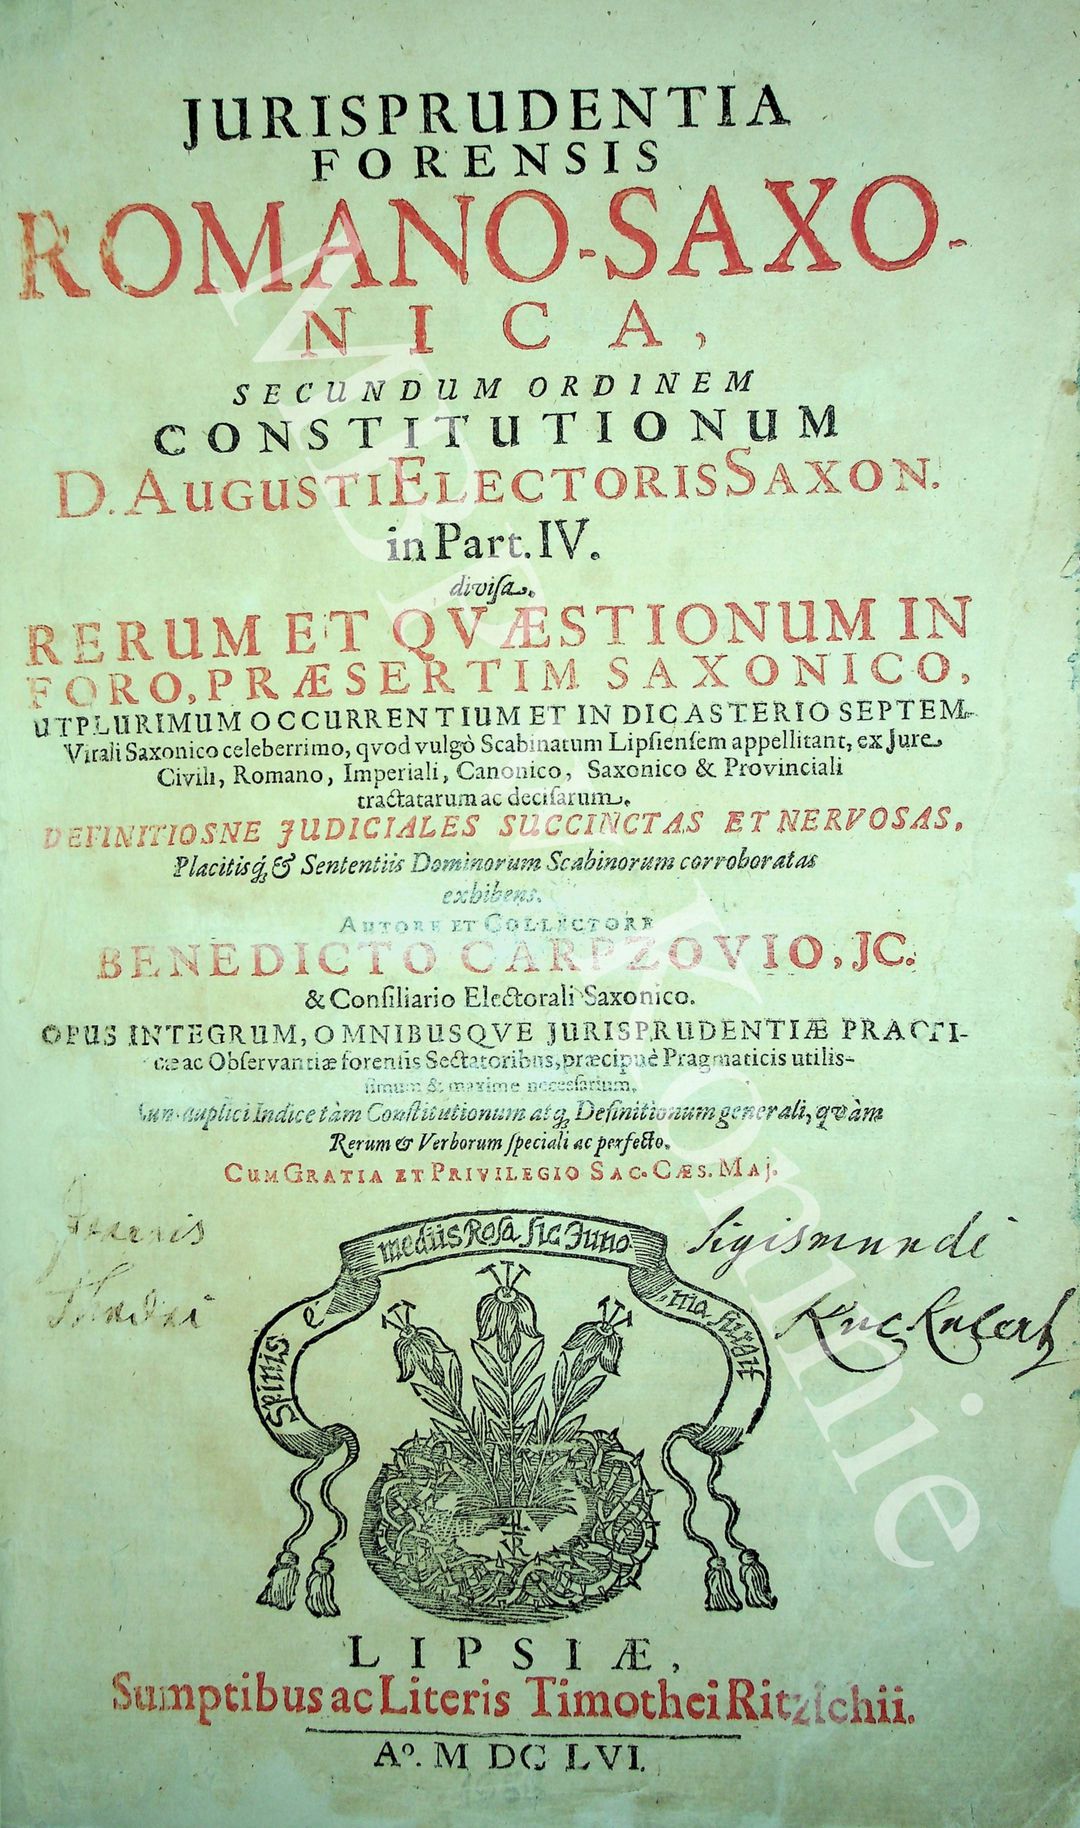 JURISPRUDENTIA
FORENSIS
ROMANO-SAXO-
NICA,
SECUNDUM ORDINEM
CONSTITUTIONUM
D. AUGUSTI ELECTORIS SAXON.
in Part. IV.
divisa,
RERUM ET QVÆSTIONUM IN
FORO, PRÆSERTIM SAXONICO,
UTPLURIMUM OCCURRENTIUM ET IN DICASTERIO SEPTEM-
Virali Saxonico celeberrimo, qvod vulgò Scabinatum Lipſienſem appellitant, ex Jure
Civili, Romano, Imperiali, Canonico, Saxonico & Provinciali
tractatarum ac deciſarum,
DEFINITIOSNE JUDICIALES SUCCINCTAS ET NERVOSAS,
Placitisq́; & Sententiis Dominorum Scabinorum corroboratas
exhibens.
AUTORE ET COLLECTORE
BENEDICTO CARPZOVIO, JC.
& Conſiliario Electorali Saxonico.
OPUS INTEGRUM, OMNIBUSQVE JURISPRUDENTIÆ PRACTI-
cæ ac Obſervantiæ forenſis Sectatoribus, præcipuè Pragmaticis utiliſ-
ſimum & maxime neceſſarium,
duplici Indice tàm Conſtitutionum atq́; Definitionum generali, qvàm
Rerum & Verborum ſpeciali ac perfecto.
CUM GRATIA ET PRIVILEGIO SAC. CÆS. MAJ.
Spinis è mediis Roſa ſic Juno
Sigismundi
LIPSIÆ,
Sumptibus ac Literis Timothei Ritzſchii.
Aº. M DC LVI.